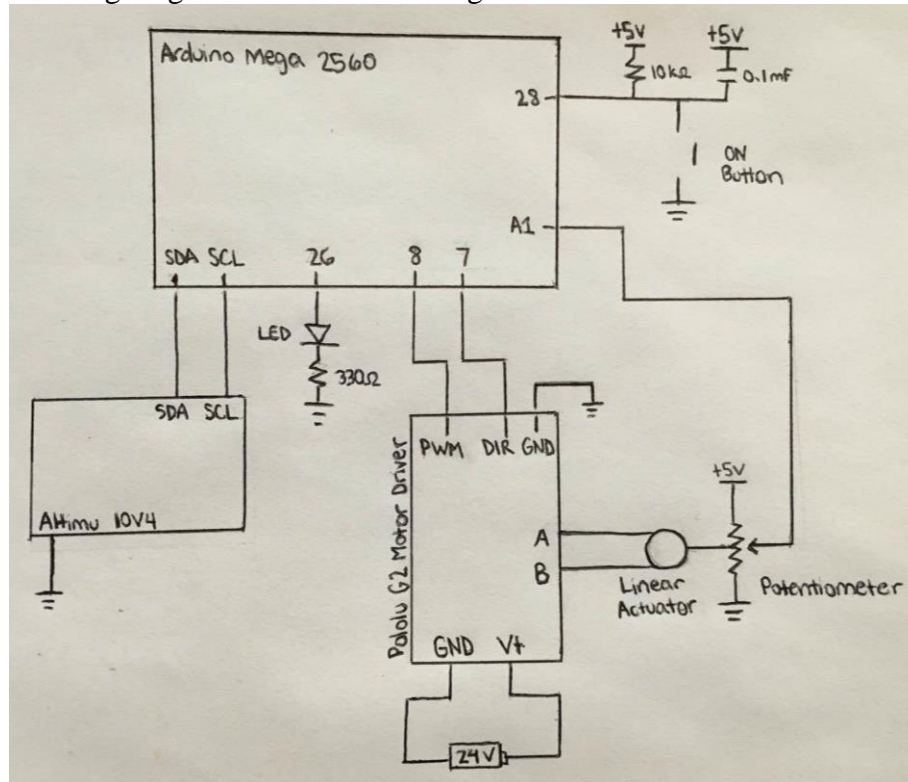 Arduino Mega 2560
+5V
+5V
10kΩ
0.1mF
28
ON
Button
A1
SDA SCL
26
8
7
LED
330Ω
SDA SCL
Altimu 10V4
PWM DIR GND
Pololu G2 Motor Driver
A
B
GND V+
24V
Linear
Actuator
+5V
Potentiometer